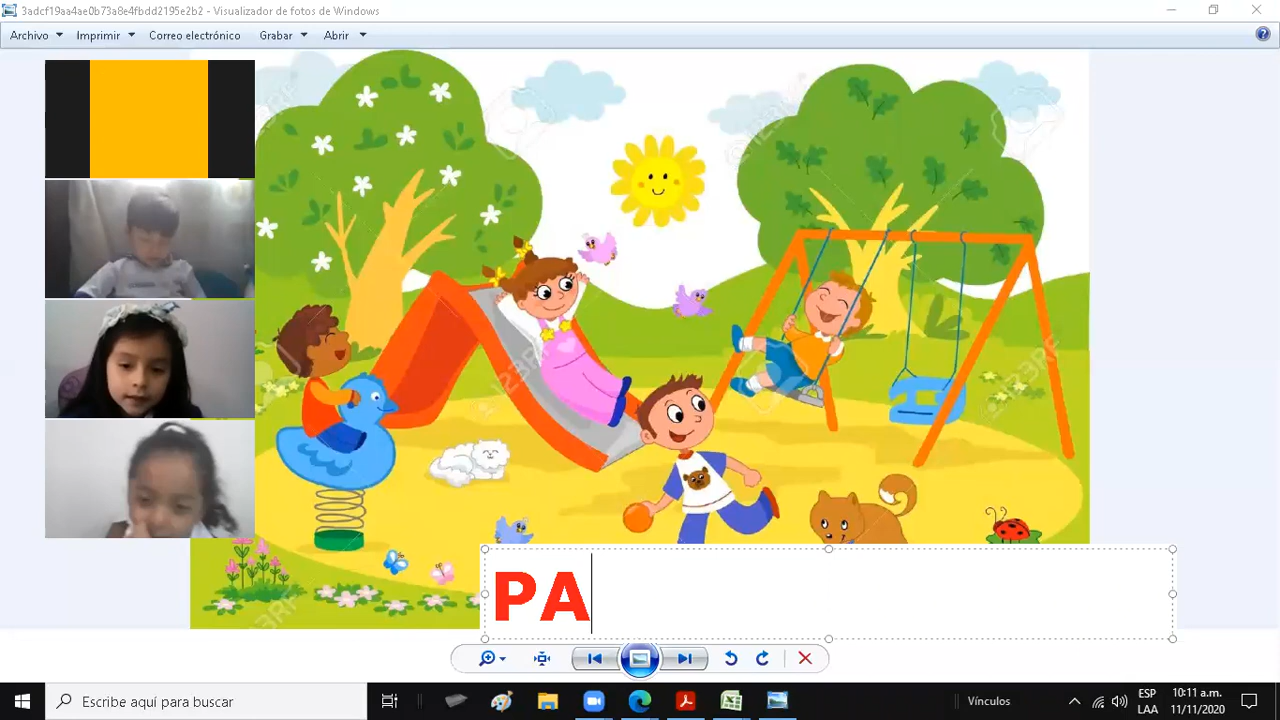 3adcf19aa4ae0b73a8e4fbdd2195e2b2 - Visualizador de fotos de Windows
Archivo Imprimir Correo electrónico Grabar Abrir
123RF
PA
Escribe aquí para buscar
Vínculos
ESP
LAA
10:11 a.m.
11/11/2020